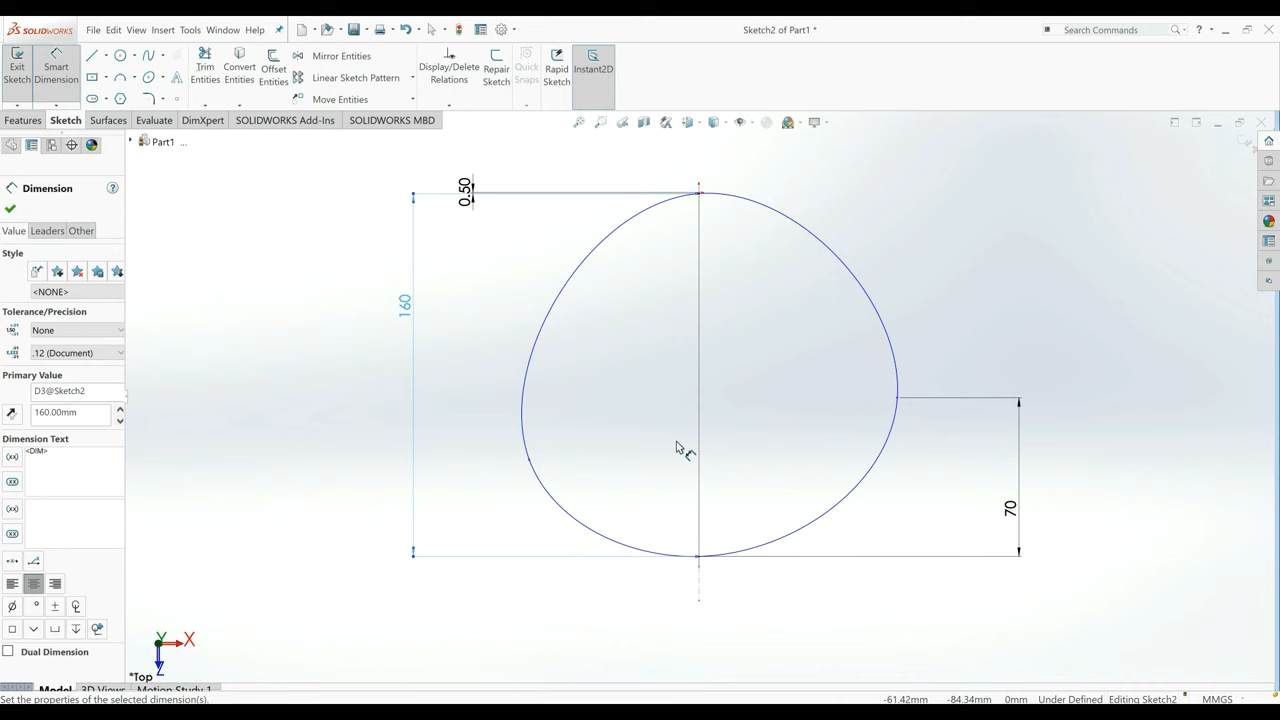 SOLIDWORKS File Edit View Insert Tools Window Help Sketch2 of Part1 * Search Commands ?
Exit Sketch
Smart Dimension
Trim Entities
Convert Entities
Offset Entities
Mirror Entities
Linear Sketch Pattern
Move Entities
Display/Delete Relations
Repair Sketch
Quick Snaps
Rapid Sketch
Instant2D
Features Sketch Surfaces Evaluate DimXpert SOLIDWORKS Add-Ins SOLIDWORKS MBD
Part1 ...
Dimension ?
Value Leaders Other
Style
<NONE>
Tolerance/Precision
None
.12 (Document)
Primary Value
D3@Sketch2
160.00mm
Dimension Text
<DIM>
Dual Dimension
0.50
160
70
Y X
Z
*Top
Model 3D Views Motion Study 1
Set the properties of the selected dimension(s). -61.42mm -84.34mm 0mm Under Defined Editing Sketch2 MMGS